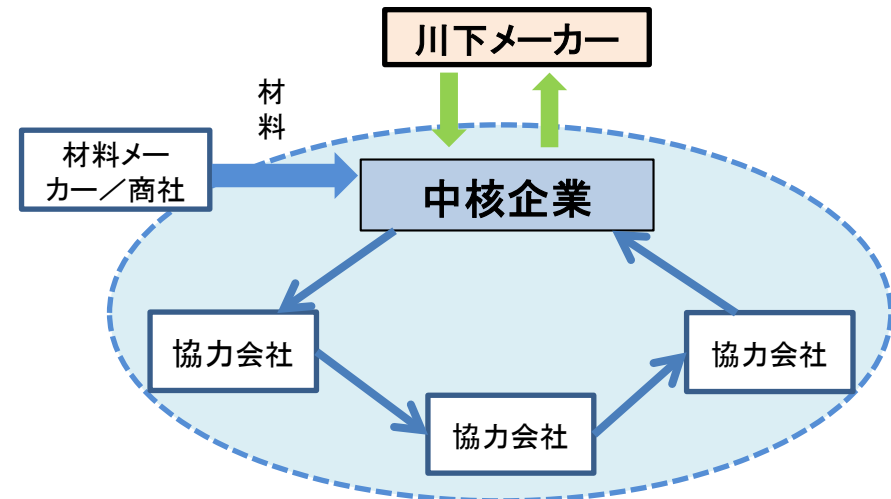 川下メーカー
材
料
材料メー
カー／商社
中核企業
協力会社
協力会社
協力会社